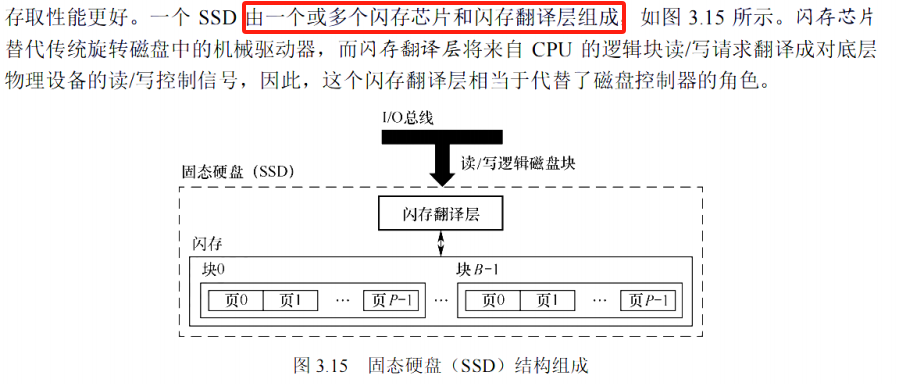 存取性能更好。一个 SSD 由一个或多个闪存芯片和闪存翻译层组成 如图 3.15 所示。闪存芯片
替代传统旋转磁盘中的机械驱动器,而闪存翻译层将来自 CPU 的逻辑块读/写请求翻译成对底层
物理设备的读/写控制信号,因此,这个闪存翻译层相当于代替了磁盘控制器的角色。
I/O总线
读/写逻辑磁盘块
固态硬盘(SSD)
闪存翻译层
闪存
块0 块B-1
页0 页1 … 页P-1 … 页0 页1 … 页P-1
图 3.15 固态硬盘(SSD)结构组成